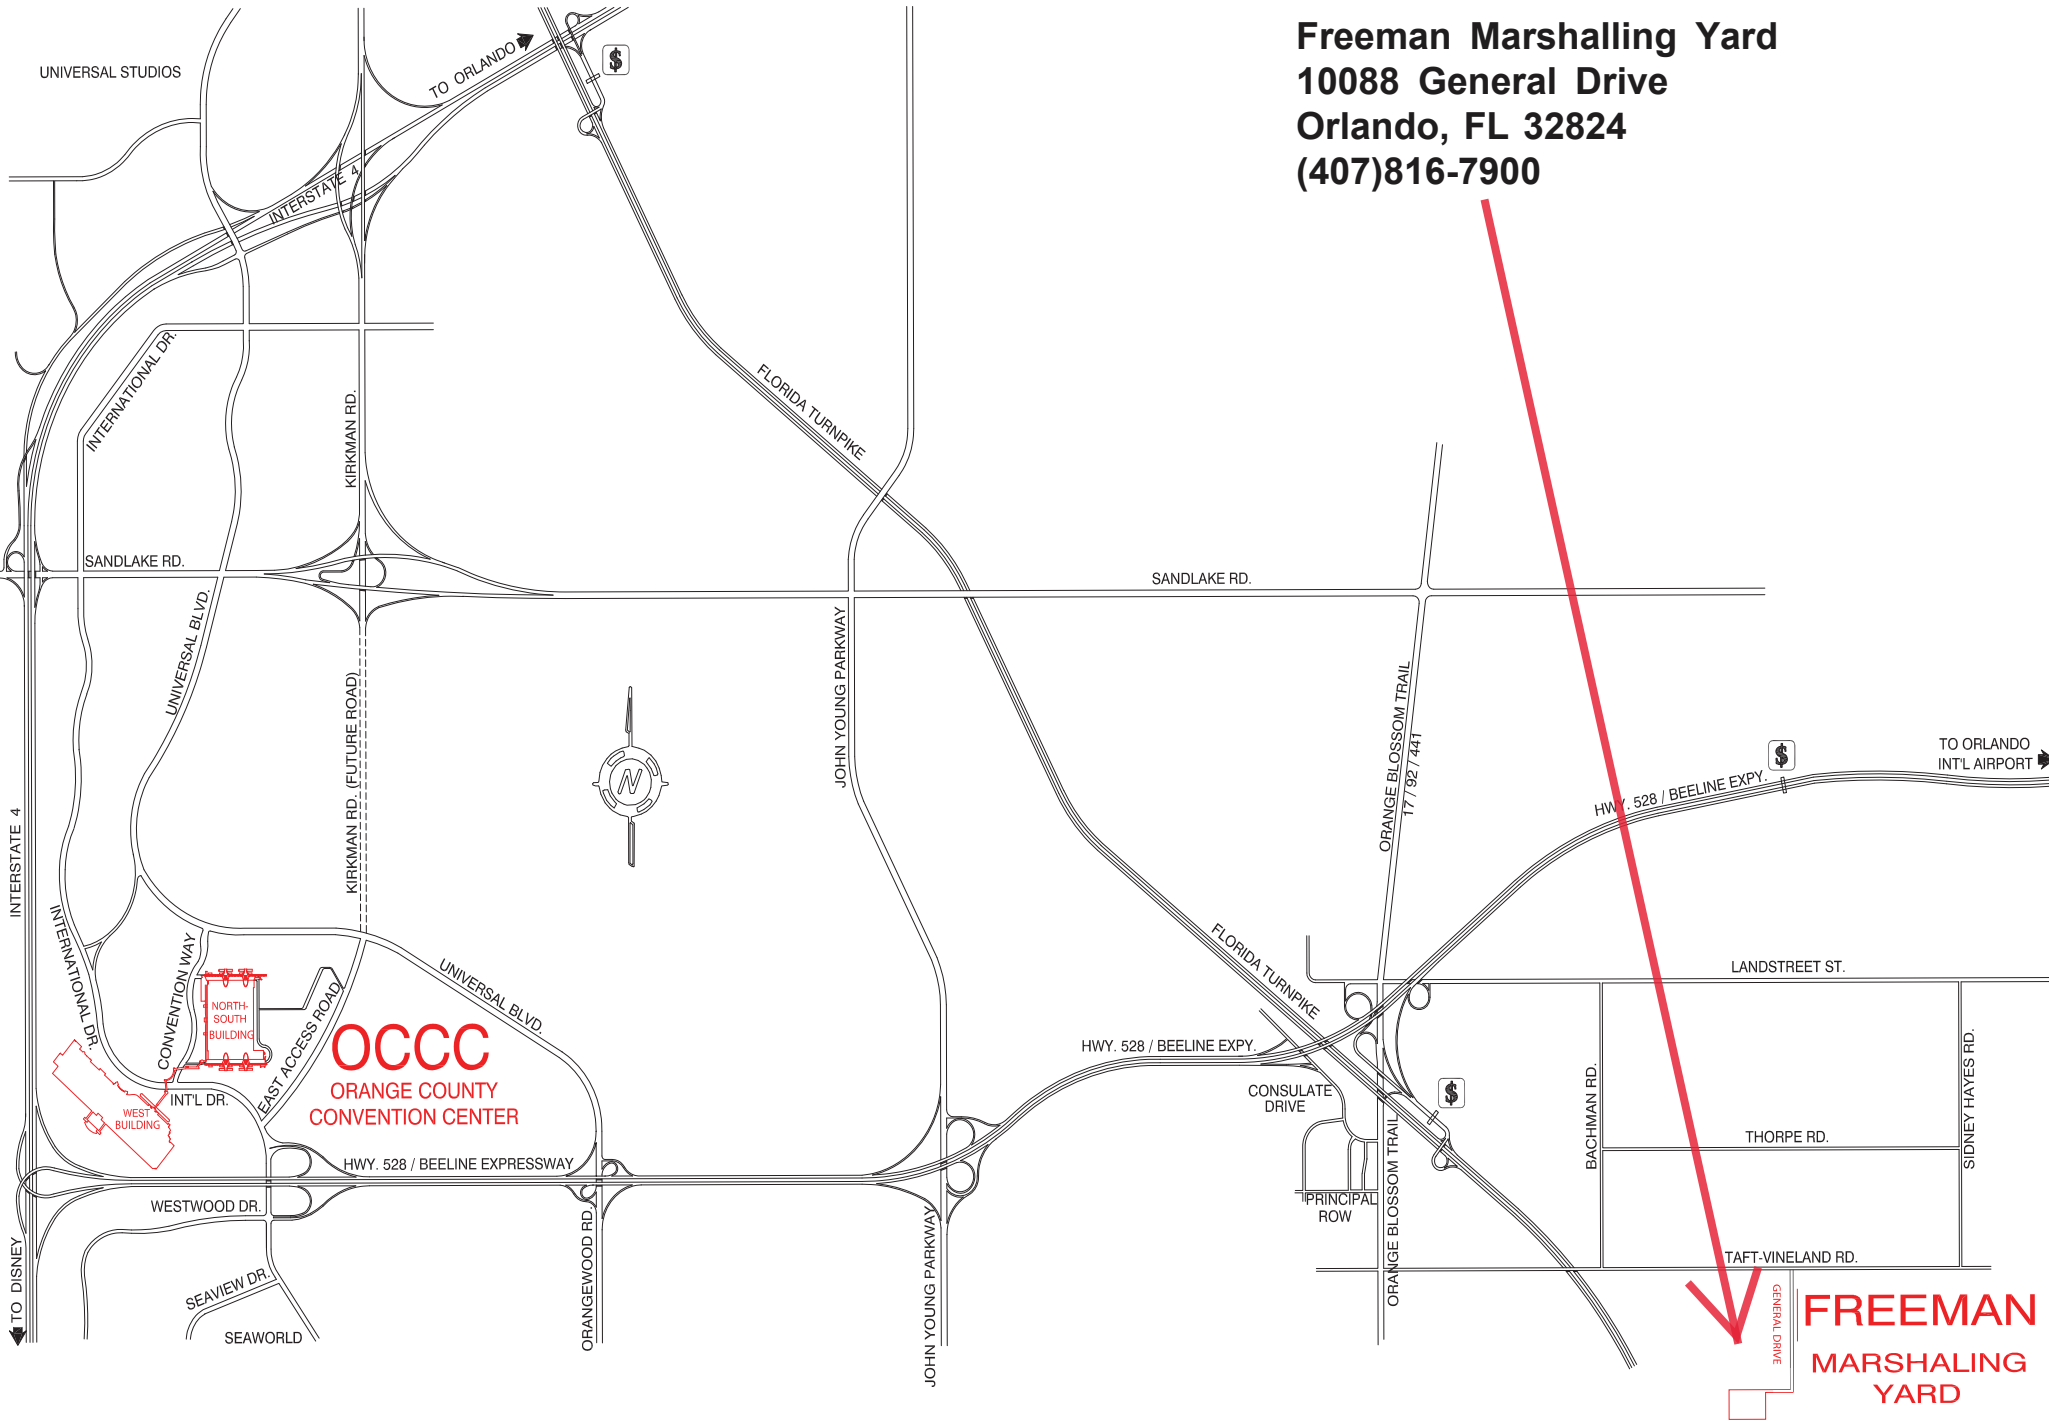 Freeman Marshalling Yard
10088 General Drive
Orlando, FL 32824
(407)816-7900
UNIVERSAL STUDIOS
TO ORLANDO
$
INTERSTATE 4
INTERNATIONAL DR.
KIRKMAN RD.
FLORIDA TURNPIKE
SANDLAKE RD.
SANDLAKE RD.
UNIVERSAL BLVD.
KIRKMAN RD. (FUTURE ROAD)
JOHN YOUNG PARKWAY
ORANGE BLOSSOM TRAIL
17 / 92 / 441
N
$
TO ORLANDO
INT'L AIRPORT
HWY. 528 / BEELINE EXPY.
INTERSTATE 4
INTERNATIONAL DR.
CONVENTION WAY
NORTH-
SOUTH
BUILDING
EAST ACCESS ROAD
UNIVERSAL BLVD.
FLORIDA TURNPIKE
LANDSTREET ST.
OCCC
ORANGE COUNTY
CONVENTION CENTER
HWY. 528 / BEELINE EXPY.
INT'L DR.
WEST
BUILDING
CONSULATE
DRIVE
$
BACHMAN RD.
SIDNEY HAYES RD.
THORPE RD.
HWY. 528 / BEELINE EXPRESSWAY
WESTWOOD DR.
PRINCIPAL
ROW
ORANGE BLOSSOM TRAIL
TO DISNEY
SEAVIEW DR.
SEAWORLD
ORANGEWOOD RD.
JOHN YOUNG PARKWAY
TAFT-VINELAND RD.
GENERAL DRIVE
FREEMAN
MARSHALING
YARD